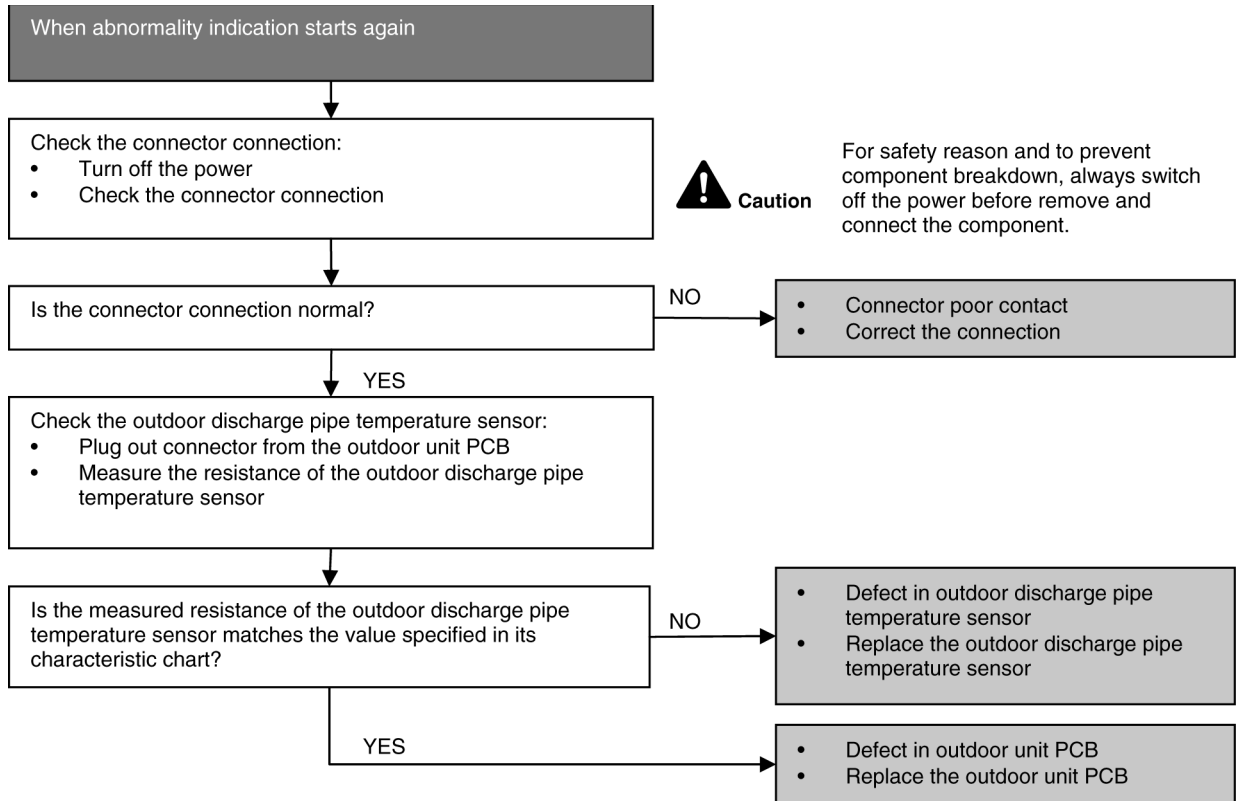 When abnormality indication starts again
Check the connector connection:
• Turn off the power
• Check the connector connection
Caution
For safety reason and to prevent
component breakdown, always switch
off the power before remove and
connect the component.
Is the connector connection normal?
NO
• Connector poor contact
• Correct the connection
YES
Check the outdoor discharge pipe temperature sensor:
• Plug out connector from the outdoor unit PCB
• Measure the resistance of the outdoor discharge pipe
temperature sensor
Is the measured resistance of the outdoor discharge pipe
temperature sensor matches the value specified in its
characteristic chart?
NO
• Defect in outdoor discharge pipe
temperature sensor
• Replace the outdoor discharge pipe
temperature sensor
YES
• Defect in outdoor unit PCB
• Replace the outdoor unit PCB